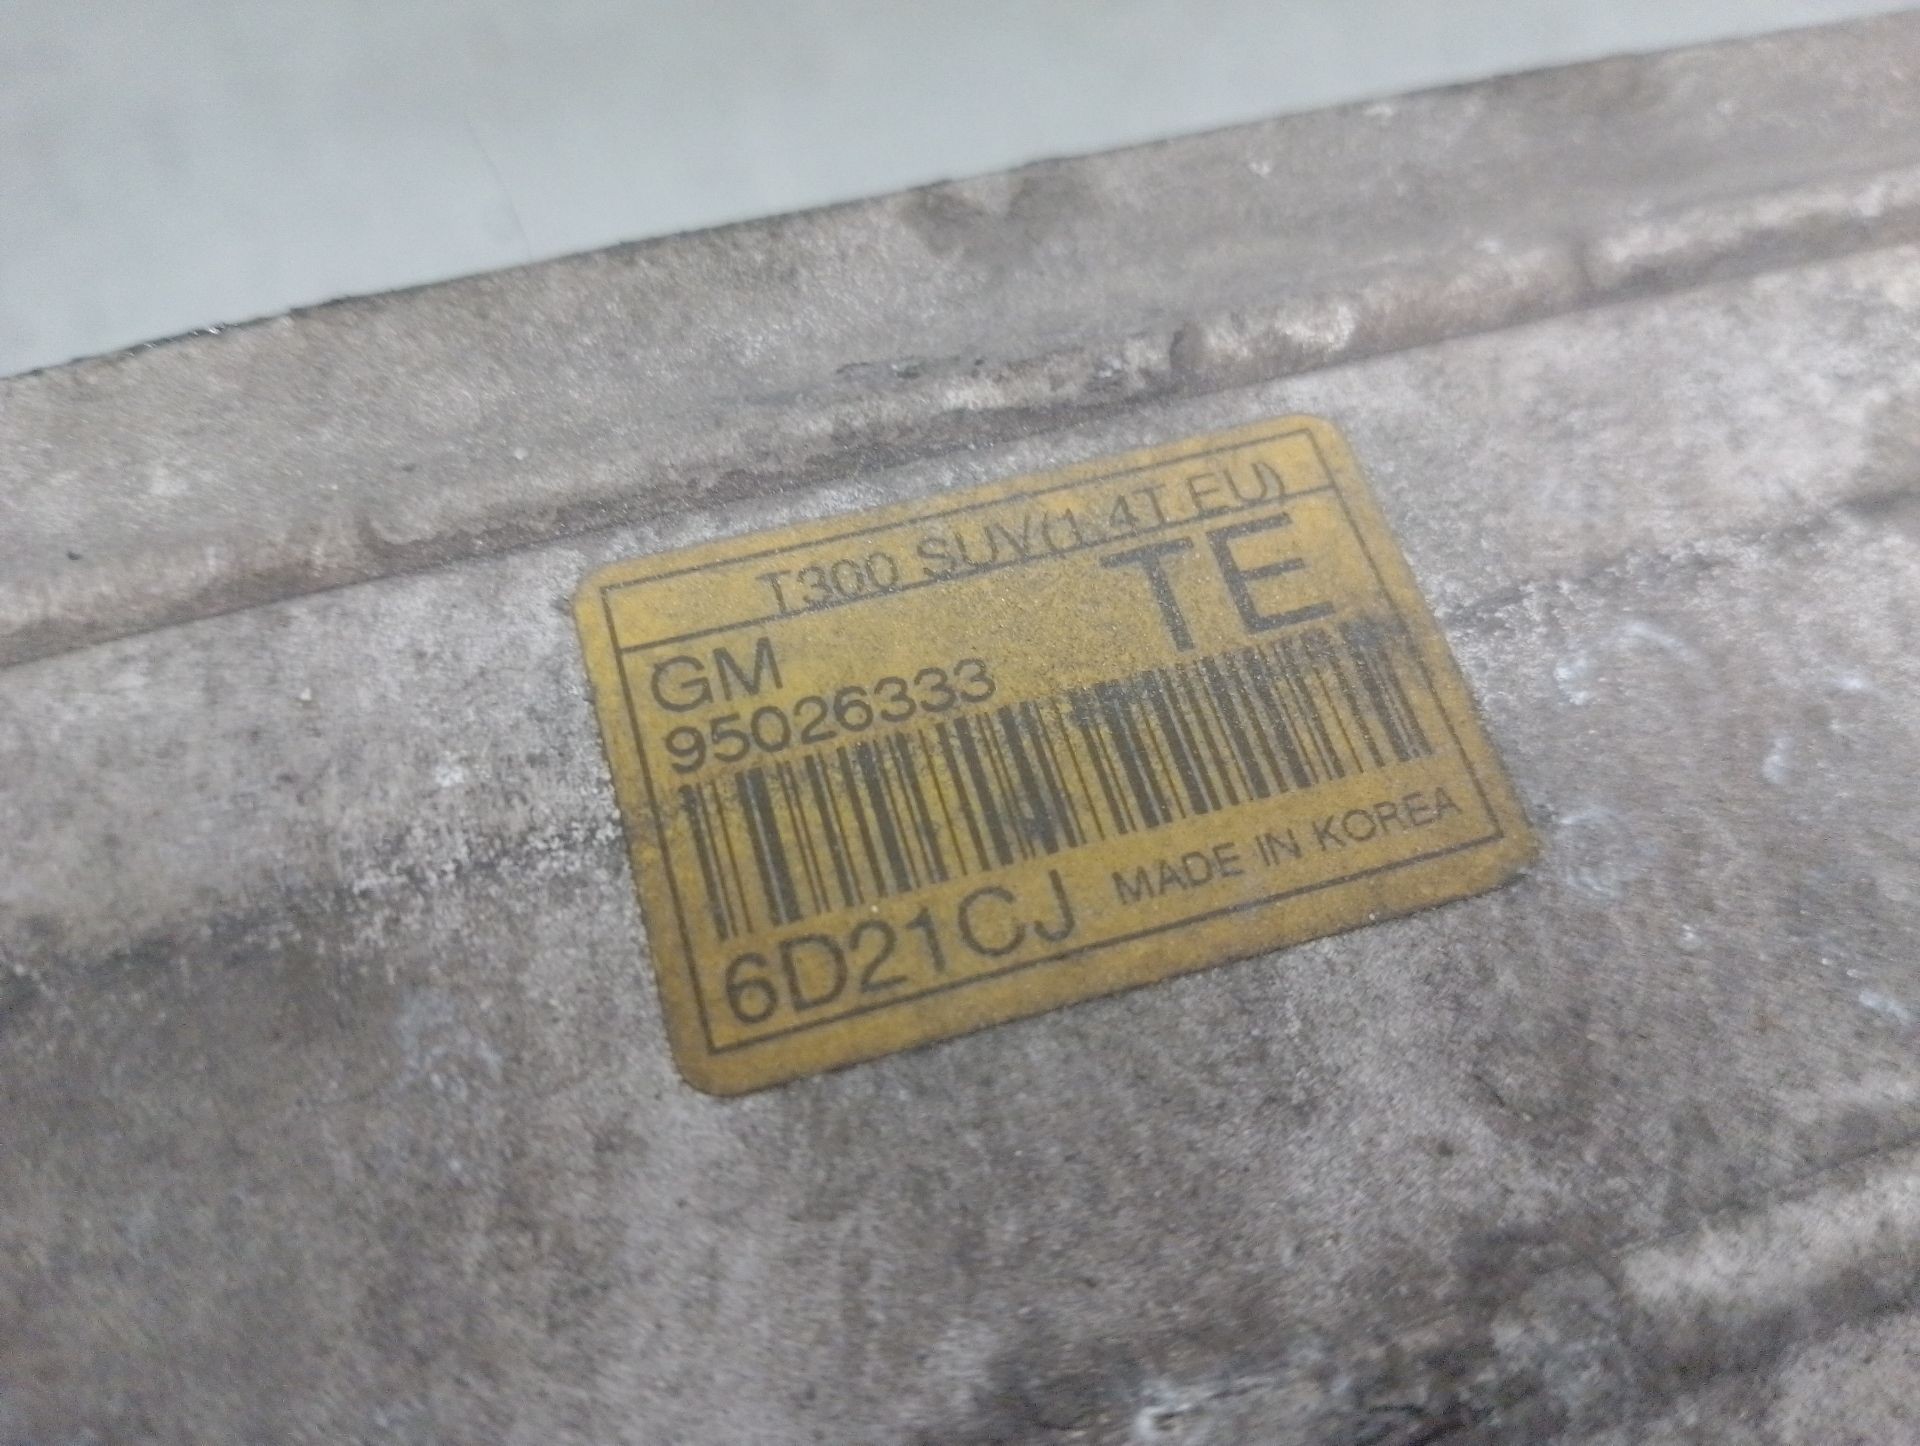 T300 SUV(1.4T.EU)
GM TE
95026333
6D21CJ MADE IN KOREA